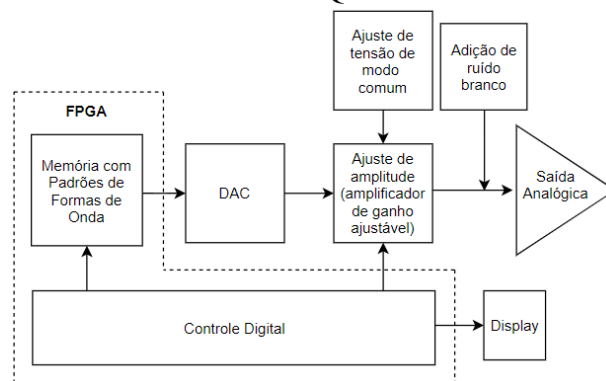 Ajuste de
tensão de
modo
comum
Adição de
ruído
branco
FPGA
Memória com
Padrões de
Formas de
Onda
DAC
Ajuste de
amplitude
(amplificador
de ganho
ajustável)
Saída
Analógica
Controle Digital
Display